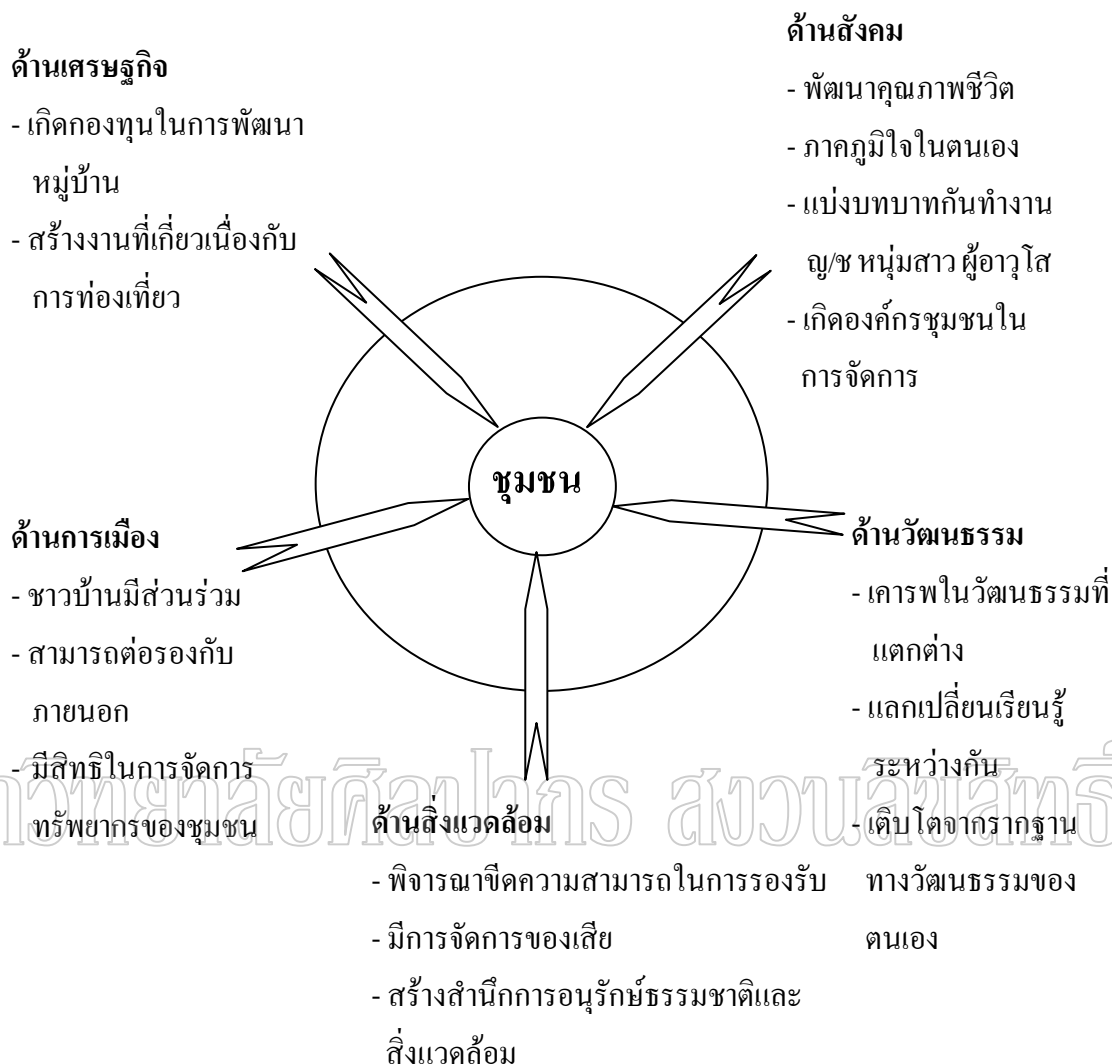 ด้านเศรษฐกิจ
- เกิดกองทุนในการพัฒนา
หมู่บ้าน
- สร้างงานที่เกี่ยวเนื่องกับ
การท่องเที่ยว
ด้านสังคม
- พัฒนาคุณภาพชีวิต
- ภาคภูมิใจในตนเอง
- แบ่งบทบาทกันทำงาน
ญ/ช หนุ่มสาว ผู้อาวุโส
- เกิดองค์กรชุมชนใน
การจัดการ
ชุมชน
ด้านการเมือง
- ชาวบ้านมีส่วนร่วม
- สามารถต่อรองกับ
ภายนอก
- มีสิทธิในการจัดการ
ทรัพยากรของชุมชน
ด้านวัฒนธรรม
- เคารพในวัฒนธรรมที่
แตกต่าง
- แลกเปลี่ยนเรียนรู้
ระหว่างกัน
- เติบโตจากรากฐาน
ทางวัฒนธรรมของ
ตนเอง
ด้านสิ่งแวดล้อม
- พิจารณาขีดความสามารถในการรองรับ
- มีการจัดการของเสีย
- สร้างสำนึกการอนุรักษ์ธรรมชาติและ
สิ่งแวดล้อม
าวิทยาลัยศิลปากร สงวนลิขสิทธิ์